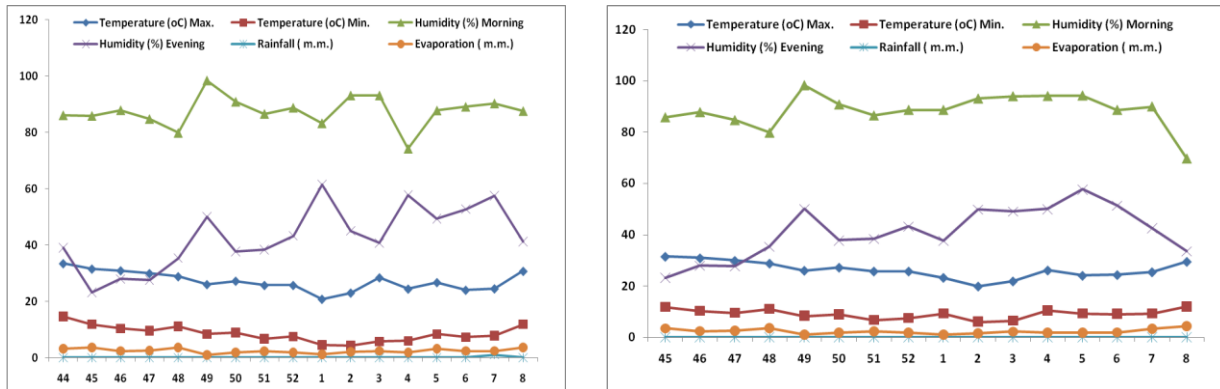 Temperature (oC) Max. Temperature (oC) Min. Humidity (%) Morning
Humidity (%) Evening Rainfall ( m.m.) Evaporation ( m.m.)
120
100
80
60
40
20
0
44 45 46 47 48 49 50 51 52 1 2 3 4 5 6 7 8
Temperature (oC) Max. Temperature (oC) Min. Humidity (%) Morning
Humidity (%) Evening Rainfall ( m.m.) Evaporation ( m.m.)
120
100
80
60
40
20
0
45 46 47 48 49 50 51 52 1 2 3 4 5 6 7 8